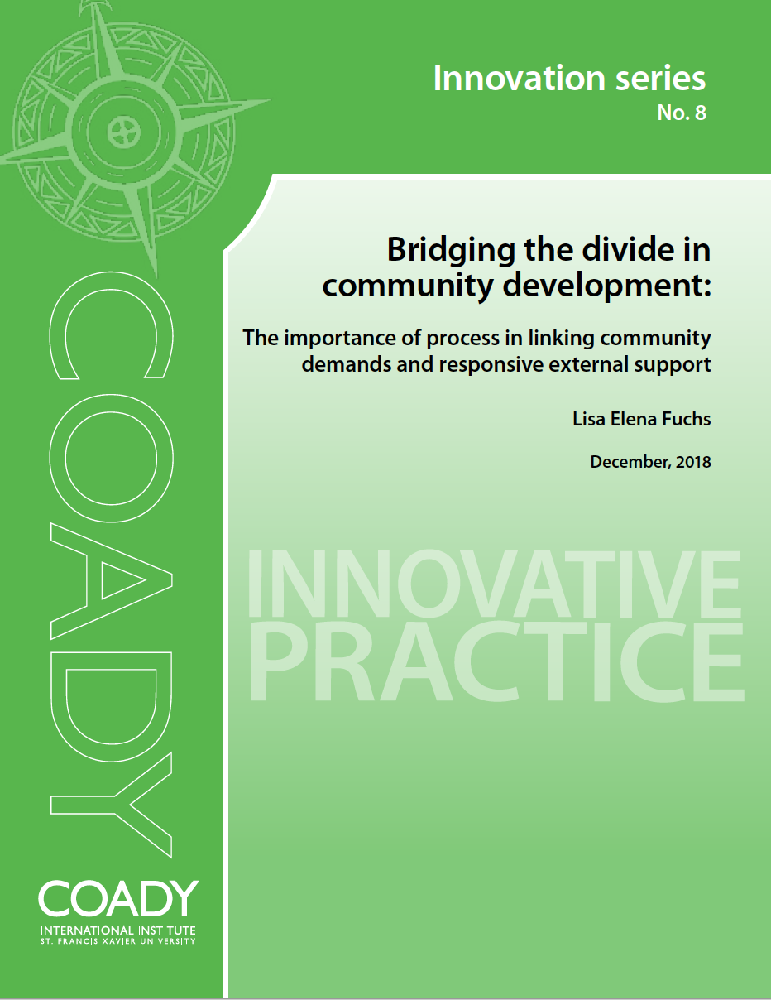 Innovation series
No. 8
Bridging the divide in
community development:
The importance of process in linking community
demands and responsive external support
Lisa Elena Fuchs
December, 2018
INNOVATIVE
PRACTICE
COADY
COADY
INTERNATIONAL INSTITUTE
ST. FRANCIS XAVIER UNIVERSITY